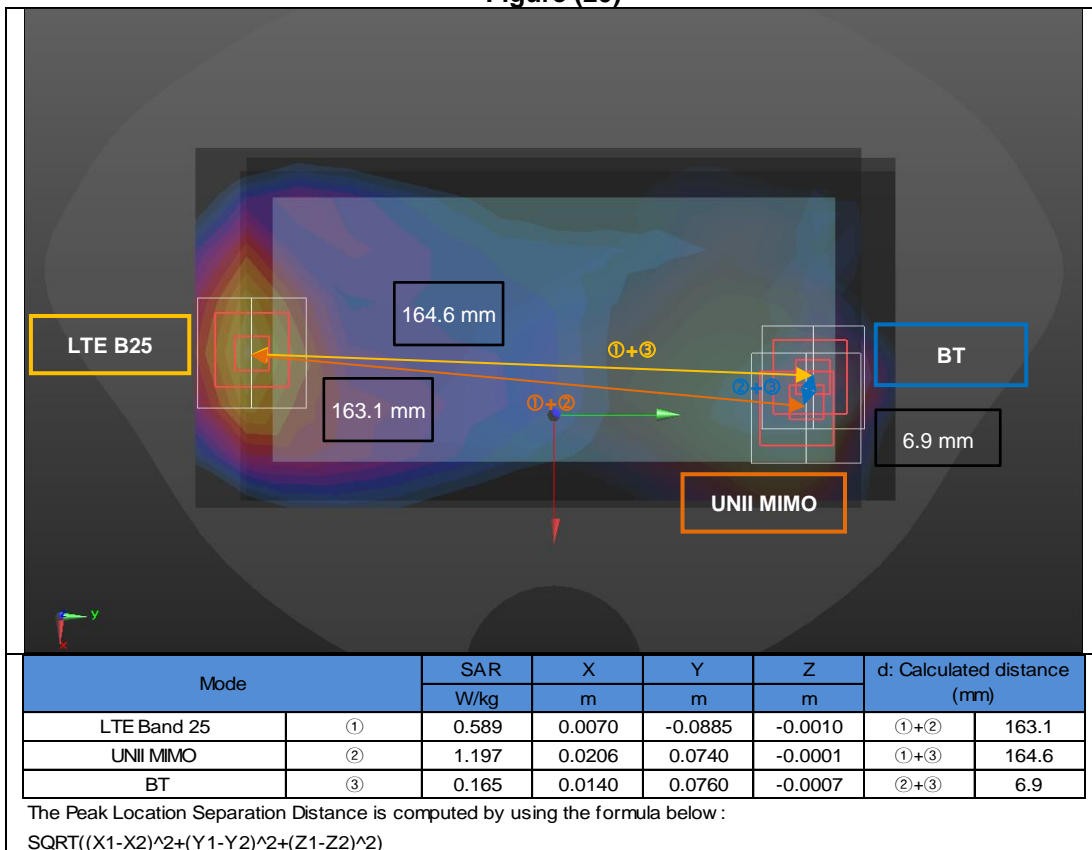 164.6 mm
①+③
LTE B25
BT
163.1 mm
①+②
②+③
6.9 mm
UNII MIMO
y
x
Mode SAR X Y Z d: Calculated distance (mm)
W/kg m m m
LTE Band 25 ① 0.589 0.0070 -0.0885 -0.0010 ①+② 163.1
UNII MIMO ② 1.197 0.0206 0.0740 -0.0001 ①+③ 164.6
BT ③ 0.165 0.0140 0.0760 -0.0007 ②+③ 6.9
The Peak Location Separation Distance is computed by using the formula below :
SQRT((X1-X2)^2+(Y1-Y2)^2+(Z1-Z2)^2)